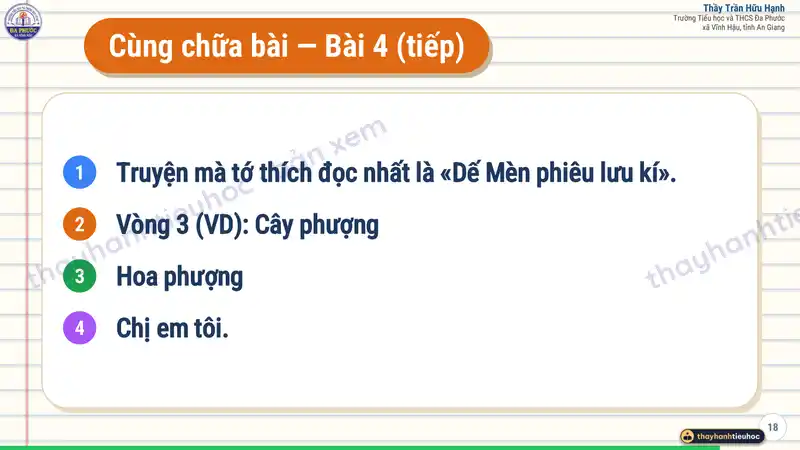 Thầy Trần Hữu Hạnh
Trường Tiểu học và THCS Đa Phước
xã Vĩnh Hậu, tỉnh An Giang
ĐA PHƯỚC
Cùng chữa bài — Bài 4 (tiếp)
1 Truyện mà tớ thích đọc nhất là «Dế Mèn phiêu lưu kí».
2 Vòng 3 (VD): Cây phượng
3 Hoa phượng
4 Chị em tôi.
18
thayhanhtieuhoc